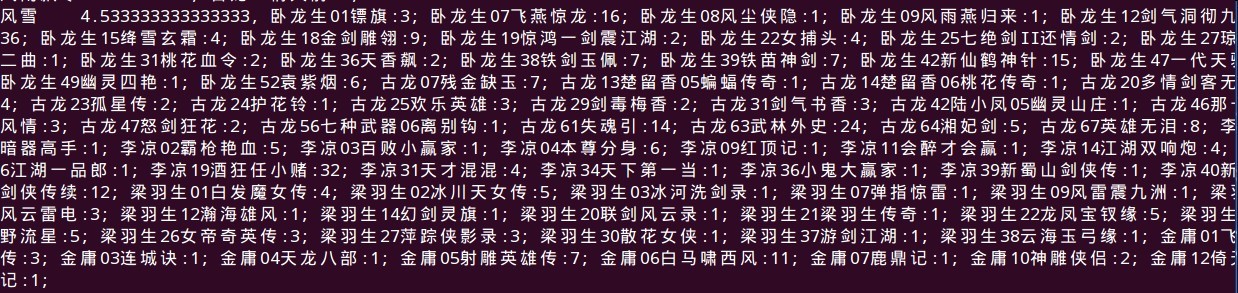 风雪    4.533333333333333, 卧龙生01镖旗:3; 卧龙生07飞燕惊龙:16; 卧龙生08风尘侠隐:1; 卧龙生09风雨燕归来:1; 卧龙生12剑气洞彻九
36; 卧龙生15绛雪玄霜:4; 卧龙生18金剑雕翎:9; 卧龙生19惊鸿一剑震江湖:2; 卧龙生22女捕头:4; 卧龙生25七绝剑II还情剑:2; 卧龙生27琼
二曲:1; 卧龙生31桃花血令:2; 卧龙生36天香飙:2; 卧龙生38铁剑玉佩:7; 卧龙生39铁苗神剑:7; 卧龙生42新仙鹤神针:15; 卧龙生47一代天
卧龙生49幽灵四艳:1; 卧龙生52袁紫烟:6; 古龙07残金缺玉:7; 古龙13楚留香05蝙蝠传奇:1; 古龙14楚留香06桃花传奇:1; 古龙20多情剑客无
4; 古龙23孤星传:2; 古龙24护花铃:1; 古龙25欢乐英雄:3; 古龙29剑毒梅香:2; 古龙31剑气书香:3; 古龙42陆小凤05幽灵山庄:1; 古龙46那一
风情:3; 古龙47怒剑狂花:2; 古龙56七种武器06离别钩:1; 古龙61失魂引:14; 古龙63武林外史:24; 古龙64湘妃剑:5; 古龙67英雄无泪:8; 李
暗器高手:1; 李凉02霸枪艳血:5; 李凉03百败小赢家:1; 李凉04本尊分身:6; 李凉09红顶记:1; 李凉11会醉才会赢:1; 李凉14江湖双响炮:4;
6江湖一品郎:1; 李凉19酒狂任小赌:32; 李凉31天才混混:4; 李凉34天下第一当:1; 李凉36小鬼大赢家:1; 李凉39新蜀山剑侠传:1; 李凉40新
剑侠传续:12; 梁羽生01白发魔女传:4; 梁羽生02冰川天女传:5; 梁羽生03冰河洗剑录:1; 梁羽生07弹指惊雷:1; 梁羽生09风雷震九洲:1; 梁羽
风云雷电:3; 梁羽生12瀚海雄风:1; 梁羽生14幻剑灵旗:1; 梁羽生20联剑风云录:1; 梁羽生21梁羽生传奇:1; 梁羽生22龙凤宝钗缘:5; 梁羽生
野流星:5; 梁羽生26女帝奇英传:3; 梁羽生27萍踪侠影录:3; 梁羽生30散花女侠:1; 梁羽生37游剑江湖:1; 梁羽生38云海玉弓缘:1; 金庸01飞
传:3; 金庸03连城诀:1; 金庸04天龙八部:1; 金庸05射雕英雄传:7; 金庸06白马啸西风:11; 金庸07鹿鼎记:1; 金庸10神雕侠侣:2; 金庸12倚
记:1;